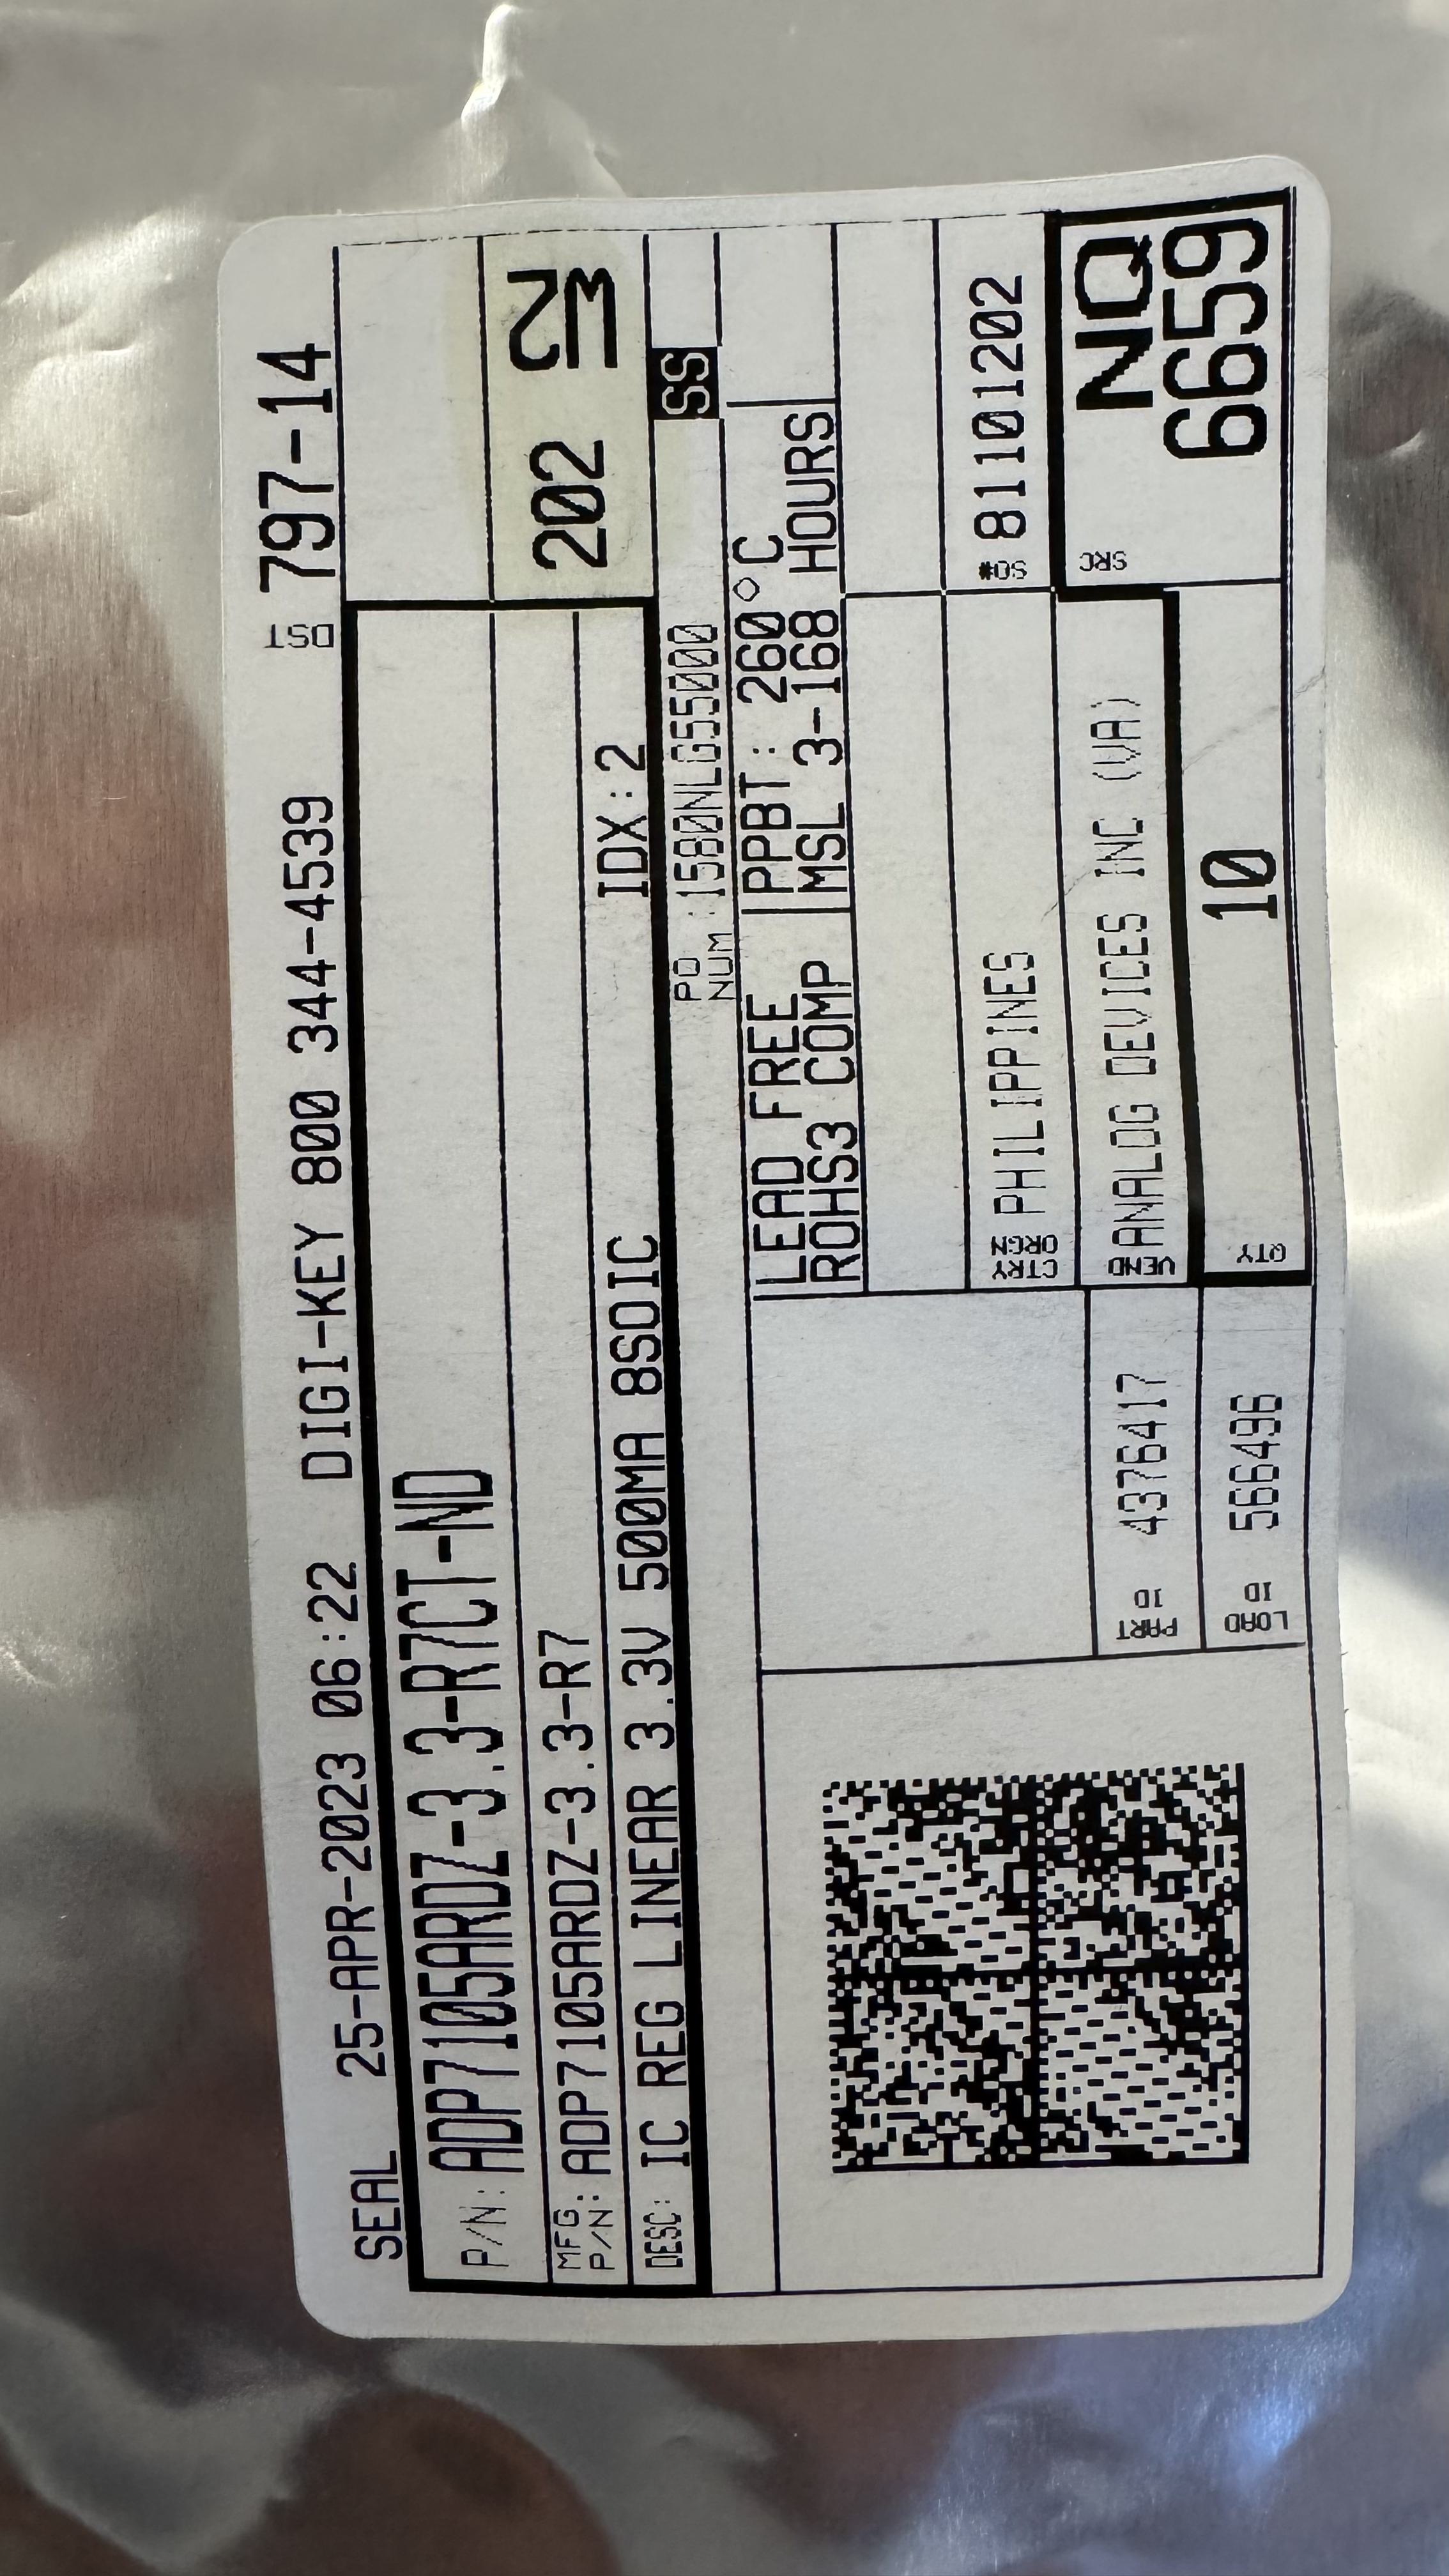 SEAL 25-APR-2023 06:22 DIGI-KEY 800 344-4539 DST 797-14
P/N: ADP7105ARDZ-3.3-R7CT-ND
MFG P/N: ADP7105ARDZ-3.3-R7 IDX:2
202
DESC: IC REG LINEAR 3.3V 500MA 8SOIC
PO NUM :1580NLG55000 SS
LEAD FREE
ROHS3 COMP
PPBT: 260°C
MSL 3-168 HOURS
CTRY ORGN PHILIPPINES
SO# 81101202
PART ID 4376417
VEND ANALOG DEVICES INC (VA)
SRC NQ
6659
LOAD ID 566496
QTY 10